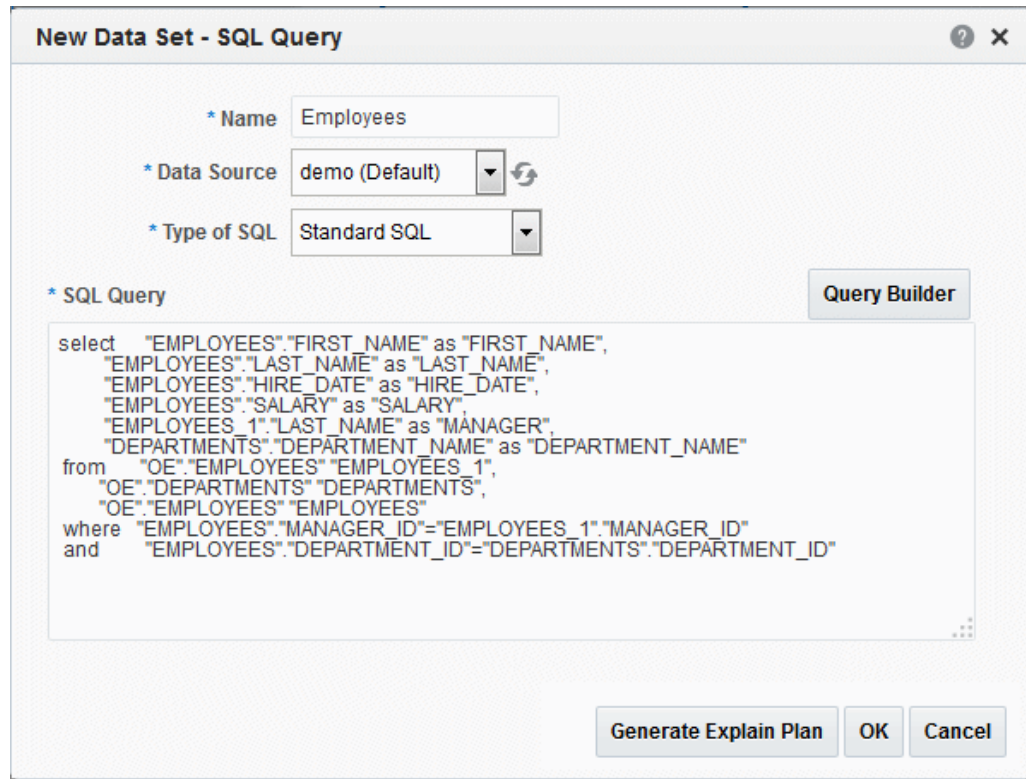 New Data Set - SQL Query
* Name Employees
* Data Source demo (Default)
* Type of SQL Standard SQL
* SQL Query
Query Builder
select "EMPLOYEES"."FIRST_NAME" as "FIRST_NAME",
"EMPLOYEES"."LAST_NAME" as "LAST_NAME",
"EMPLOYEES"."HIRE_DATE" as "HIRE_DATE",
"EMPLOYEES"."SALARY" as "SALARY",
"EMPLOYEES_1"."LAST_NAME" as "MANAGER",
"DEPARTMENTS"."DEPARTMENT_NAME" as "DEPARTMENT_NAME"
from "OE"."EMPLOYEES" "EMPLOYEES_1",
"OE"."DEPARTMENTS" "DEPARTMENTS",
"OE"."EMPLOYEES" "EMPLOYEES"
where "EMPLOYEES"."MANAGER_ID"="EMPLOYEES_1"."MANAGER_ID"
and "EMPLOYEES"."DEPARTMENT_ID"="DEPARTMENTS"."DEPARTMENT_ID"
Generate Explain Plan OK Cancel